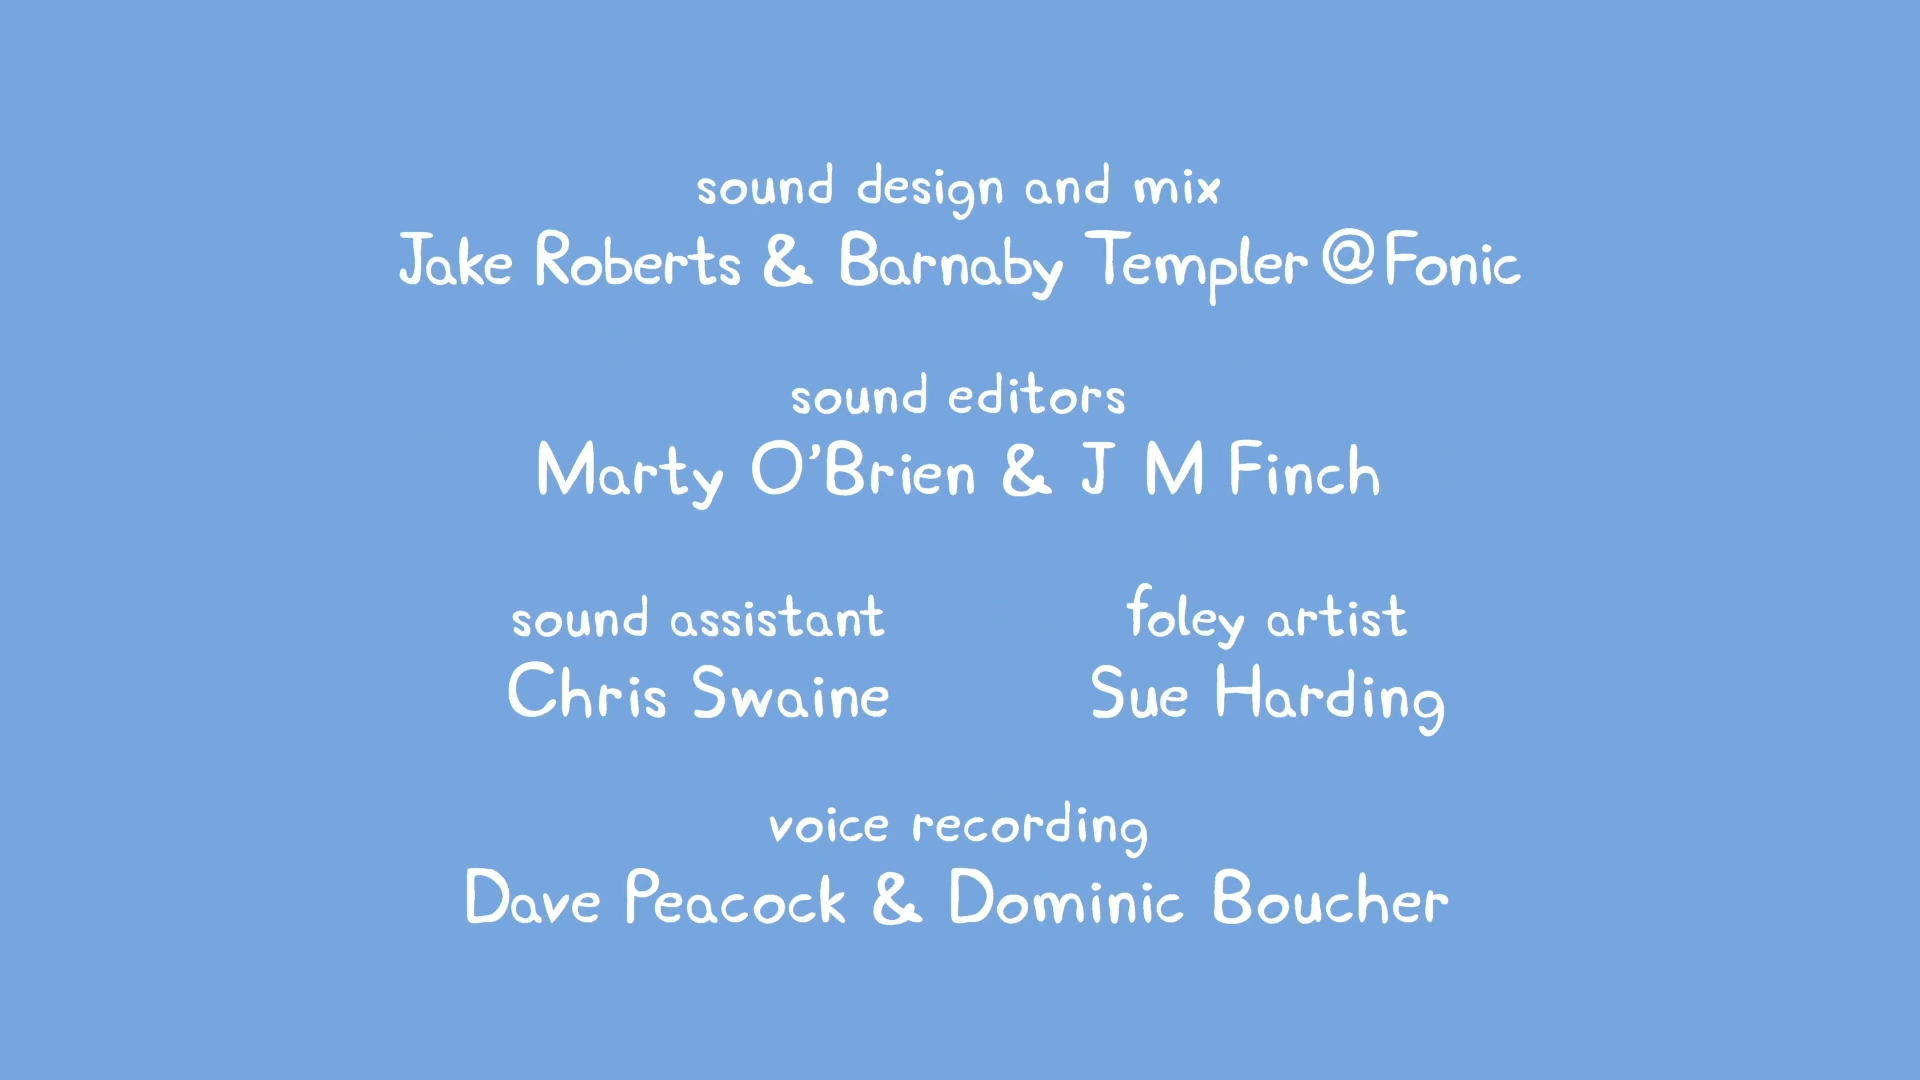 sound design and mix
Jake Roberts & Barnaby Templer @Fonic
sound editors
Marty O'Brien & J M Finch
sound assistant
Chris Swaine
foley artist
Sue Harding
voice recording
Dave Peacock & Dominic Boucher